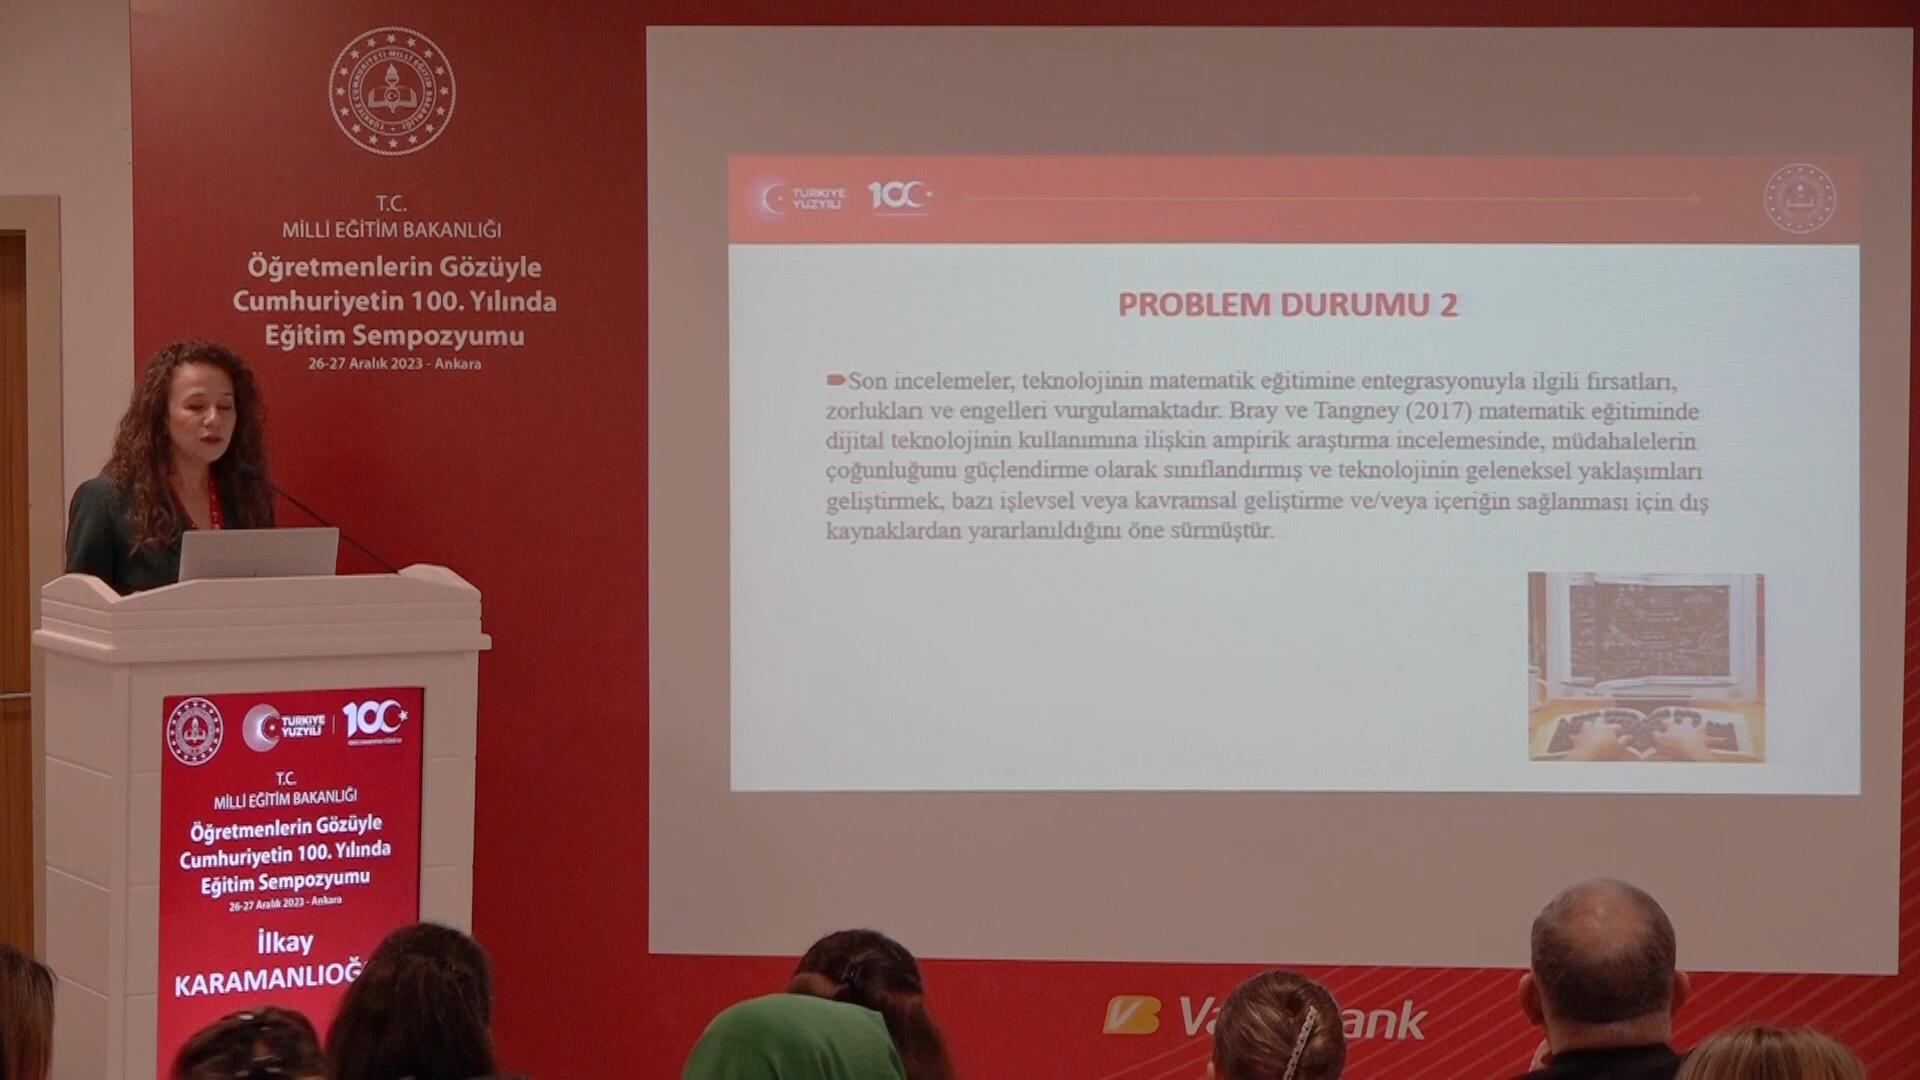 T.C.
MİLLİ EĞİTİM BAKANLIĞI
Öğretmenlerin Gözüyle
Cumhuriyetin 100. Yılında
Eğitim Sempozyumu
26-27 Aralık 2023 - Ankara
TÜRKİYE
YÜZYILI
100
PROBLEM DURUMU 2
Son incelemeler, teknolojinin matematik eğitimine entegrasyonuyla ilgili fırsatları,
zorlukları ve engelleri vurgulamaktadır. Bray ve Tangney (2017) matematik eğitiminde
dijital teknolojinin kullanımına ilişkin ampirik araştırma incelemesinde, müdahalelerin
çoğunluğunu güçlendirme olarak sınıflandırmış ve teknolojinin geleneksel yaklaşımları
geliştirmek, bazı işlevsel veya kavramsal geliştirme ve/veya içeriğin sağlanması için dış
kaynaklardan yararlanıldığını öne sürmüştür.
TÜRKİYE
YÜZYILI
100
T.C.
MİLLİ EĞİTİM BAKANLIĞI
Öğretmenlerin Gözüyle
Cumhuriyetin 100. Yılında
Eğitim Sempozyumu
26-27 Aralık 2023 - Ankara
İlkay
KARAMANLIOĞ